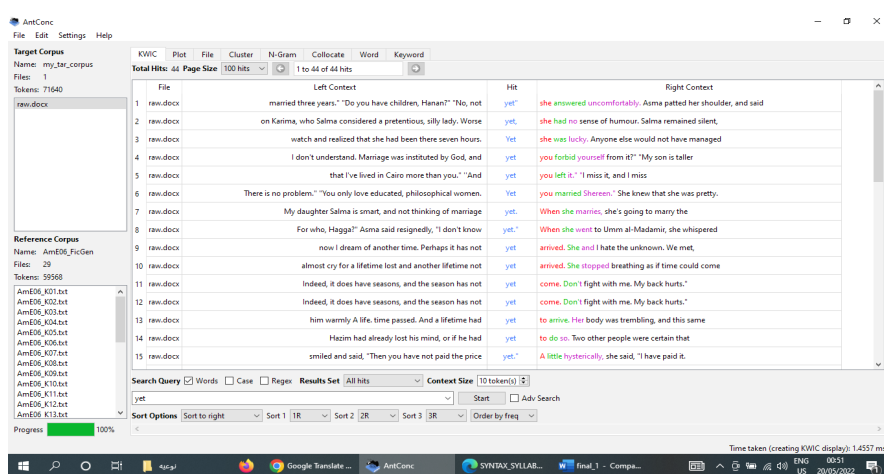 AntConc
File Edit Settings Help
Target Corpus
Name: my_tar_corpus
Files: 1
Tokens: 71640
raw.docx
Reference Corpus
Name: AmE06_FicGen
Files: 29
Tokens: 59568
AmE06_K01.txt
AmE06_K02.txt
AmE06_K03.txt
AmE06_K04.txt
AmE06_K05.txt
AmE06_K06.txt
AmE06_K07.txt
AmE06_K08.txt
AmE06_K09.txt
AmE06_K10.txt
AmE06_K11.txt
AmE06_K12.txt
AmE06 K13.txt
Progress 100%
KWIC Plot File Cluster N-Gram Collocate Word Keyword
Total Hits: 44 Page Size 100 hits 1 to 44 of 44 hits
File Left Context Hit Right Context
1 raw.docx married three years." "Do you have children, Hanan?" "No, not yet" she answered uncomfortably. Asma patted her shoulder, and said
2 raw.docx on Karima, who Salma considered a pretentious, silly lady. Worse yet, she had no sense of humour. Salma remained silent,
3 raw.docx watch and realized that she had been there seven hours. Yet she was lucky. Anyone else would not have managed
4 raw.docx I don't understand. Marriage was instituted by God, and yet you forbid yourself from it?" "My son is taller
5 raw.docx that I've lived in Cairo more than you." "And yet you left it." "I miss it, and I miss
6 raw.docx There is no problem." "You only love educated, philosophical women. Yet you married Shereen." She knew that she was pretty.
7 raw.docx My daughter Salma is smart, and not thinking of marriage yet. When she marries, she's going to marry the
8 raw.docx For who, Hagga?" Asma said resignedly, "I don't know yet." When she went to Umm al-Madamir, she whispered
9 raw.docx now I dream of another time. Perhaps it has not yet arrived. She and I hate the unknown. We met,
10 raw.docx almost cry for a lifetime lost and another lifetime not yet arrived. She stopped breathing as if time could come
11 raw.docx Indeed, it does have seasons, and the season has not yet come. Don't fight with me. My back hurts."
12 raw.docx Indeed, it does have seasons, and the season has not yet come. Don't fight with me. My back hurts."
13 raw.docx him warmly A life. time passed. And a lifetime had yet to arrive. Her body was trembling, and this same
14 raw.docx Hazim had already lost his mind, or if he had yet to do so. Two other people were certain that
15 raw.docx smiled and said, "Then you have not paid the price yet." A little hysterically, she said, "I have paid it.
Search Query Words Case Regex Results Set All hits Context Size 10 token(s)
yet Start Adv Search
Sort Options Sort to right Sort 1 1R Sort 2 2R Sort 3 3R Order by freq
Time taken (creating KWIC display): 1.4557 ms
Google Translate ... AntConc SYNTAX_SYLLAB... final_1 - Compa... ENG 00:51
US 20/05/2022